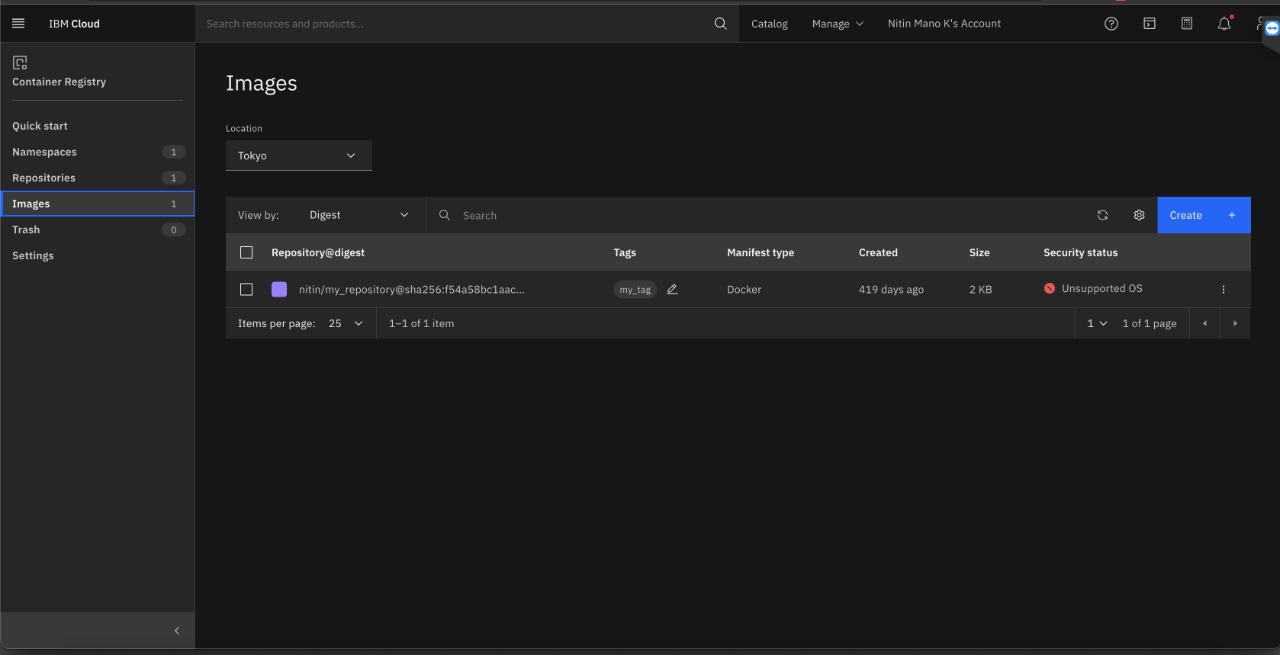 IBM Cloud
Search resources and products...
Catalog
Manage
Nitin Mano K's Account
Container Registry
Quick start
Namespaces 1
Repositories 1
Images 1
Trash 0
Settings
Images
Location
Tokyo
View by: Digest
Search
Create +
Repository@digest Tags Manifest type Created Size Security status
nitin/my_repository@sha256:f54a58bc1aac... my_tag Docker 419 days ago 2 KB Unsupported OS
Items per page: 25 1–1 of 1 item 1 1 of 1 page